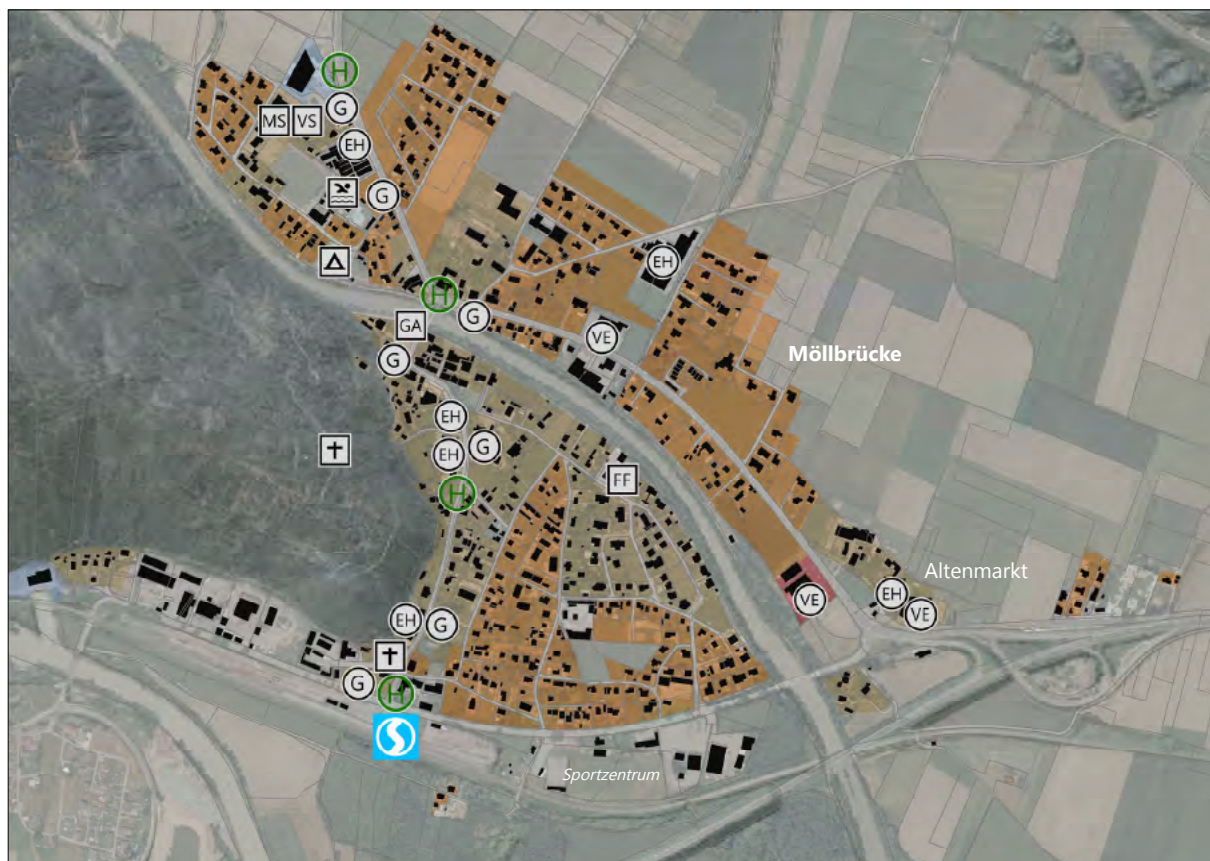 H
G
MS VS
EH
G
EH
H
G
GA
VE
Möllbrücke
G
EH
EH G
H
FF
Altenmarkt
EH
VE
VE
EH G
G
H
S
Sportzentrum